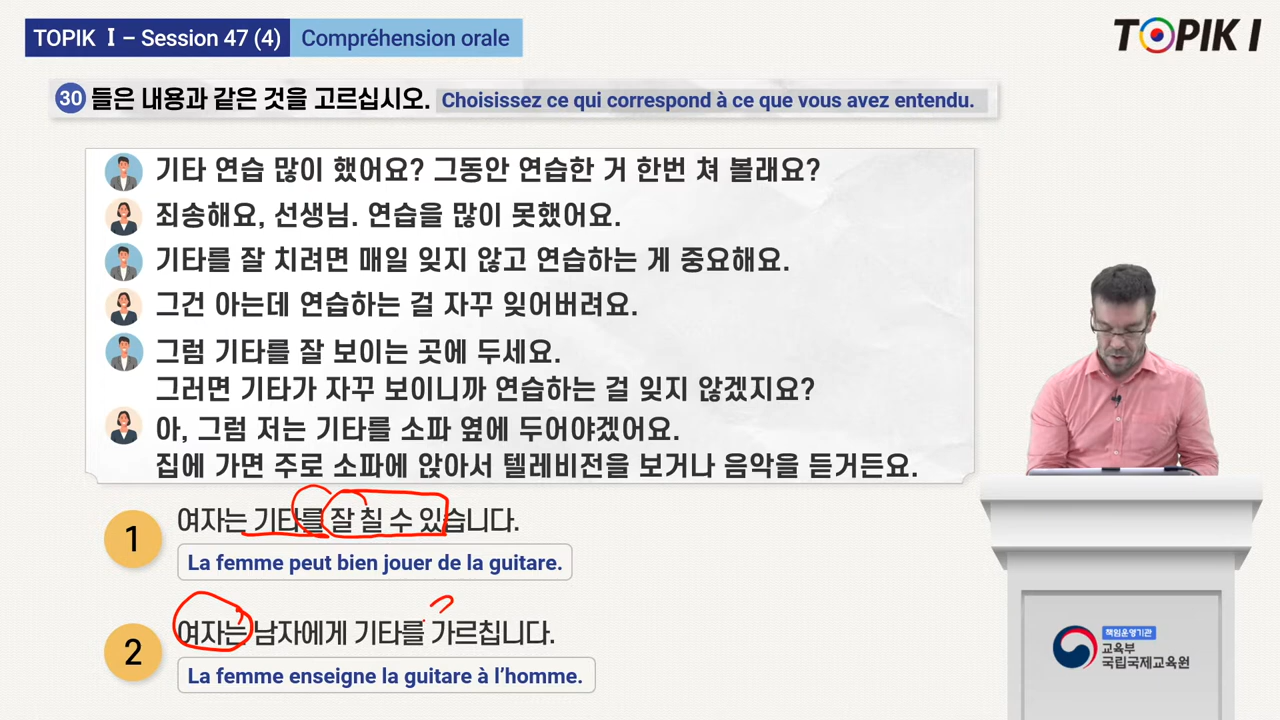 TOPIK Ⅰ – Session 47 (4) Compréhension orale
TOPIK I
30 들은 내용과 같은 것을 고르십시오. Choisissez ce qui correspond à ce que vous avez entendu.
기타 연습 많이 했어요? 그동안 연습한 거 한번 쳐 볼래요?
죄송해요, 선생님. 연습을 많이 못했어요.
기타를 잘 치려면 매일 잊지 않고 연습하는 게 중요해요.
그건 아는데 연습하는 걸 자꾸 잊어버려요.
그럼 기타를 잘 보이는 곳에 두세요.
그러면 기타가 자꾸 보이니까 연습하는 걸 잊지 않겠지요?
아, 그럼 저는 기타를 소파 옆에 두어야겠어요.
집에 가면 주로 소파에 앉아서 텔레비전을 보거나 음악을 듣거든요.
1 여자는 기타를 잘 칠 수 있습니다.
La femme peut bien jouer de la guitare.
2 여자는 남자에게 기타를 가르칩니다.
La femme enseigne la guitare à l’homme.
책임운영기관
교육부
국립국제교육원